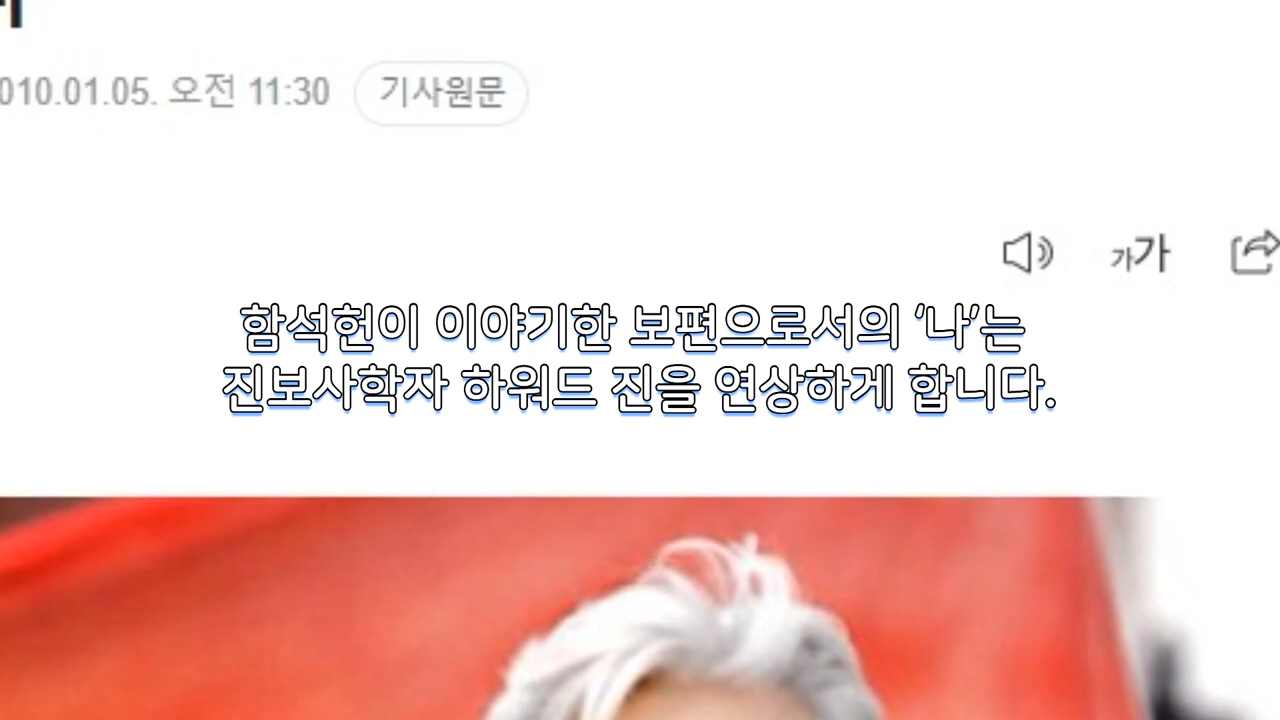 010.01.05. 오전 11:30 기사원문
가가
함석헌이 이야기한 보편으로서의 ‘나’는
진보사학자 하워드 진을 연상하게 합니다.